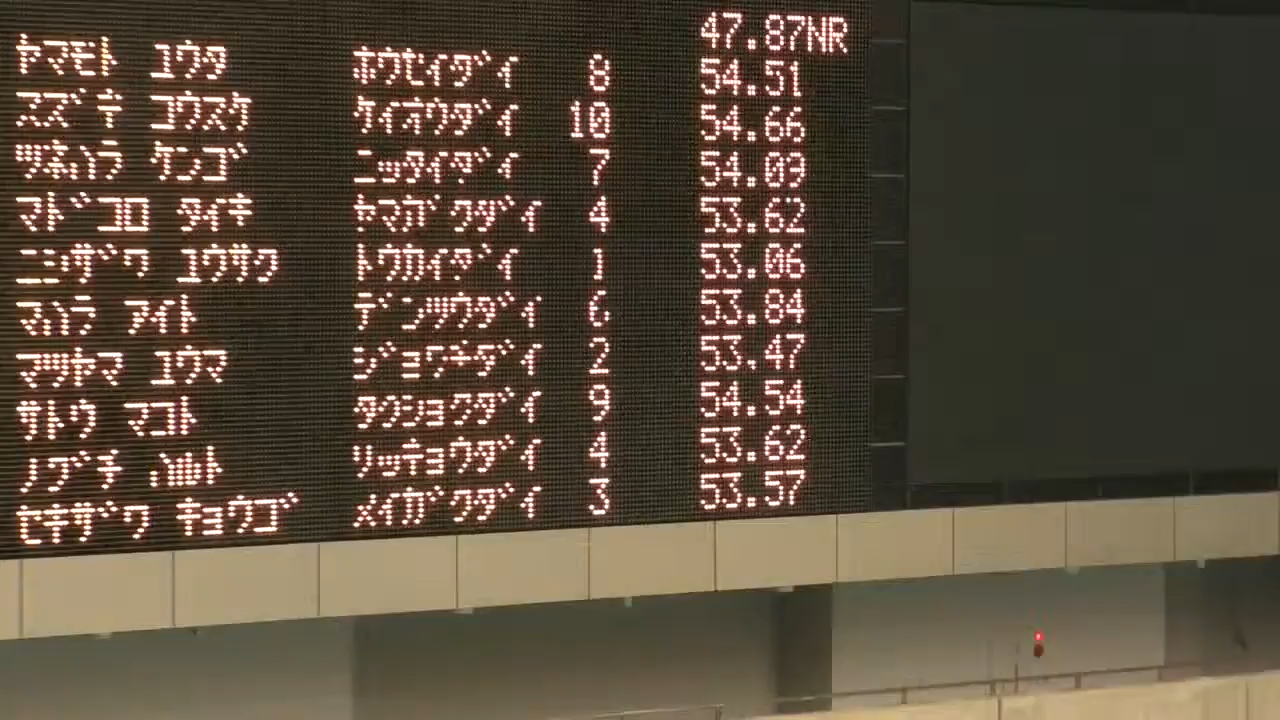 47.87NR
ヤマモト ユウタ ホウセイダイ 8 54.51
スズキ コウスケ ケイオウダイ 10 54.66
ツネハラ ケンゴ ニッタイダイ 7 54.09
マドコロ タイキ ヤマガクダイ 4 53.62
ニシザワ ユウサク トウカイダイ 1 53.06
マハラ アイト デンツウダイ 6 53.84
マツヤマ ユウマ ジョウチダイ 2 53.47
サトウ マコト タクショクダイ 9 54.54
ノグチ ハルト リッキョウダイ 4 53.62
セキザワ キョウゴ メイガクダイ 3 53.57